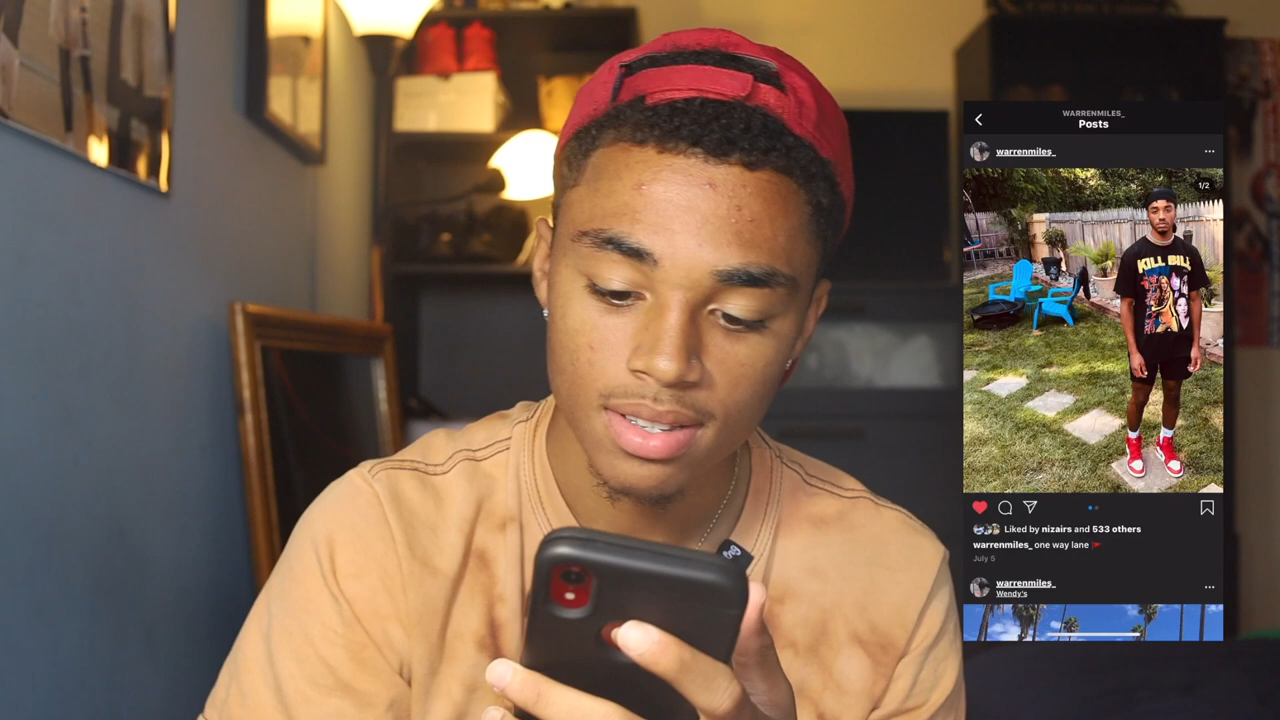 WARRENMILES_
Posts
warrenmiles_
1/2
KILL BILL
Liked by nizairs and 533 others
warrenmiles_ one way lane 🚩
July 5
warrenmiles_
Wendy's